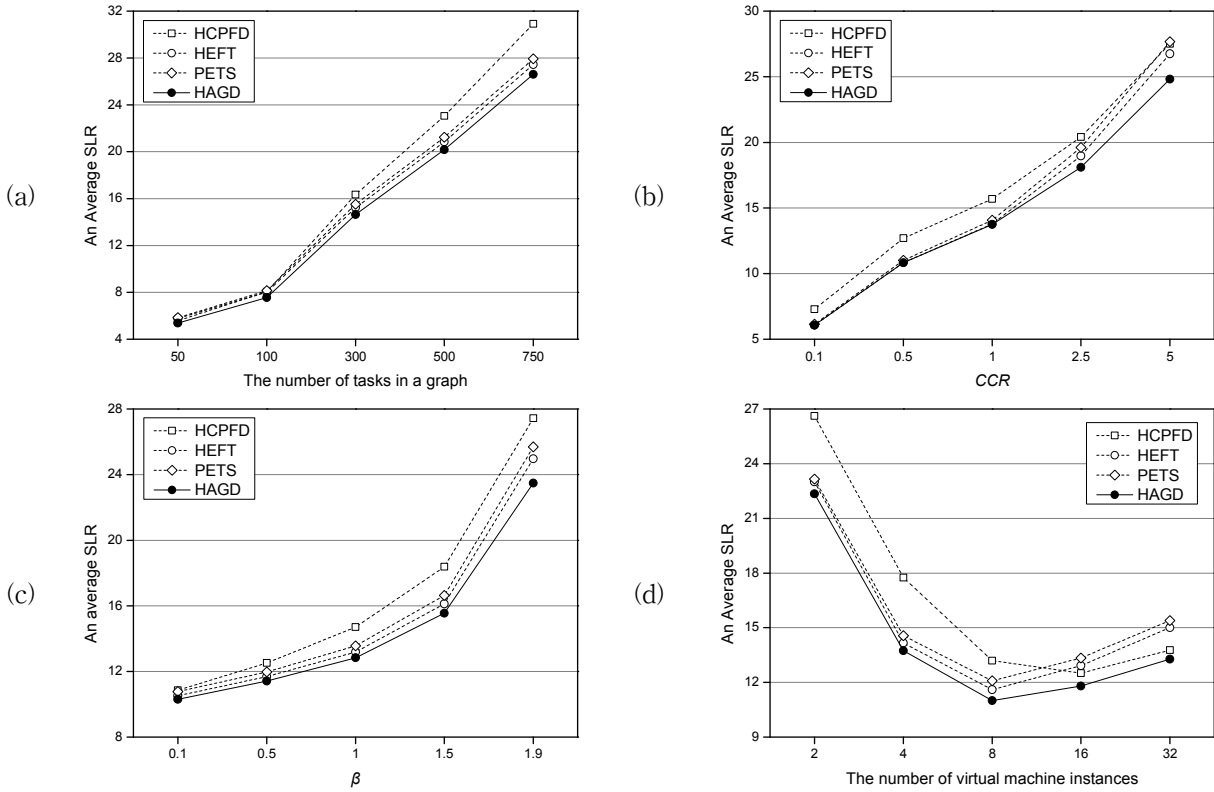 (a)
An Average SLR
32
28
24
20
16
12
8
4
HCPFD
HEFT
PETS
HAGD
50 100 300 500 750
The number of tasks in a graph
(b)
An Average SLR
30
25
20
15
10
5
HCPFD
HEFT
PETS
HAGD
0.1 0.5 1 2.5 5
CCR
(c)
An average SLR
28
24
20
16
12
8
HCPFD
HEFT
PETS
HAGD
0.1 0.5 1 1.5 1.9
β
(d)
An Average SLR
27
24
21
18
15
12
9
HCPFD
HEFT
PETS
HAGD
2 4 8 16 32
The number of virtual machine instances